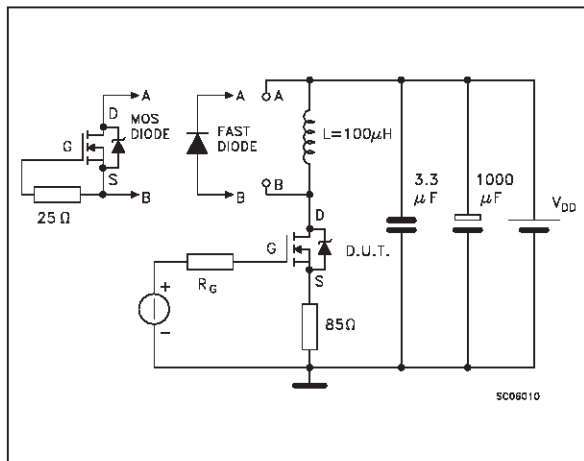 A
D
MOS
DIODE
G
S
B
25 Ω
A
FAST
DIODE
B
A
L=100µH
B
D
G
D.U.T.
S
R_G
+
-
85Ω
3.3
µF
1000
µF
V_DD
SC06010